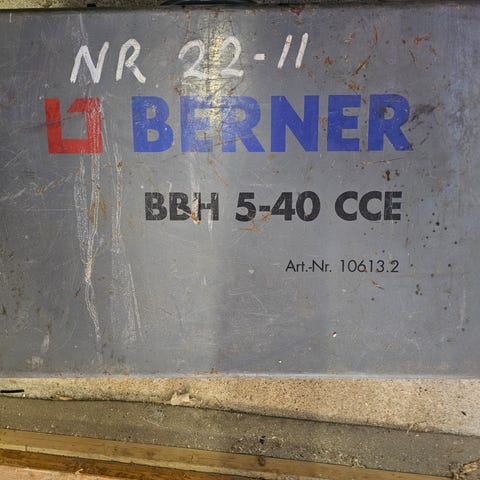 NR 22-11
BERNER
BBH 5-40 CCE
Art.-Nr. 10613.2